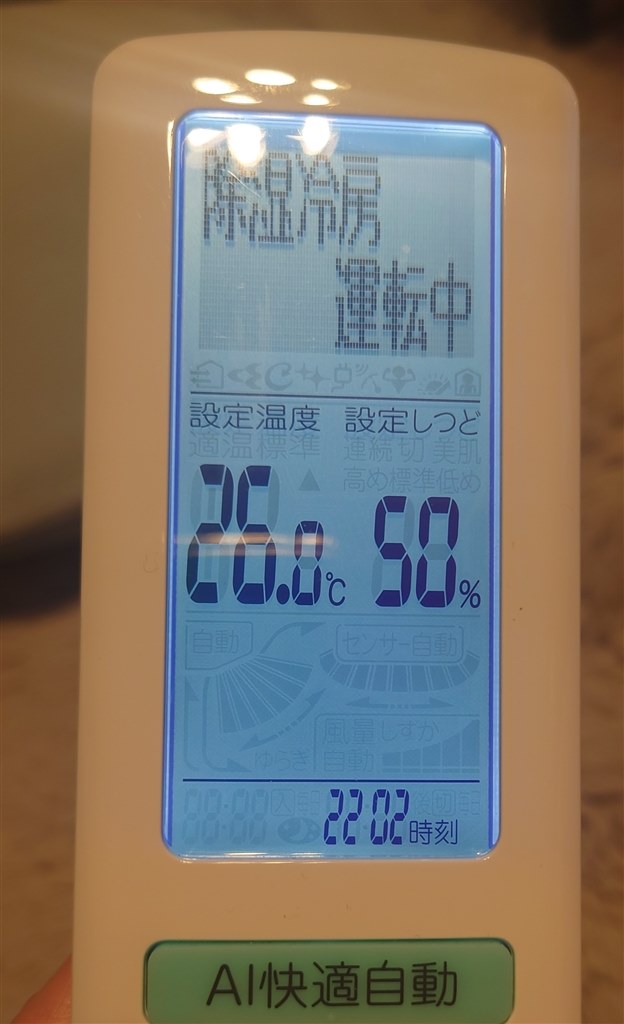 除湿冷房
運転中
設定温度 設定しつど
適温標準 連続切 美肌
高め標準低め
26.0℃ 50%
自動 センサー自動
風量しずか
ゆらぎ 自動
22:02時刻
AI快適自動